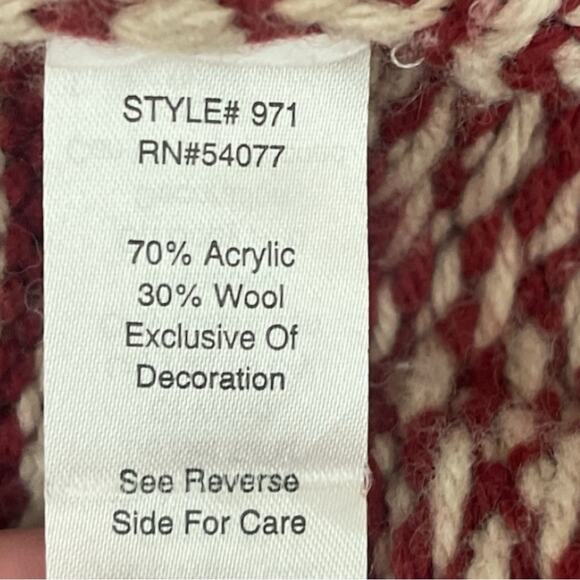 STYLE# 971
RN#54077
70% Acrylic
30% Wool
Exclusive Of
Decoration
See Reverse
Side For Care